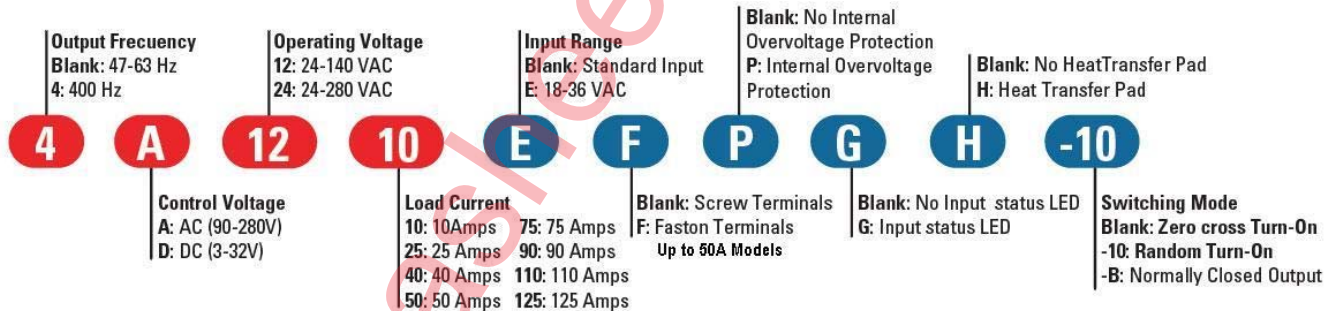 Output Frecuency
Blank: 47-63 Hz
4: 400 Hz
Operating Voltage
12: 24-140 VAC
24: 24-280 VAC
Input Range
Blank: Standard Input
E: 18-36 VAC
Blank: No Internal
Overvoltage Protection
P: Internal Overvoltage
Protection
Blank: No HeatTransfer Pad
H: Heat Transfer Pad
4 A 12 10 E F P G H -10
Control Voltage
A: AC (90-280V)
D: DC (3-32V)
Load Current
10: 10Amps 75: 75 Amps
25: 25 Amps 90: 90 Amps
40: 40 Amps 110: 110 Amps
50: 50 Amps 125: 125 Amps
Blank: Screw Terminals
F: Faston Terminals
Up to 50A Models
Blank: No Input status LED
G: Input status LED
Switching Mode
Blank: Zero cross Turn-On
-10: Random Turn-On
-B: Normally Closed Output
ashee